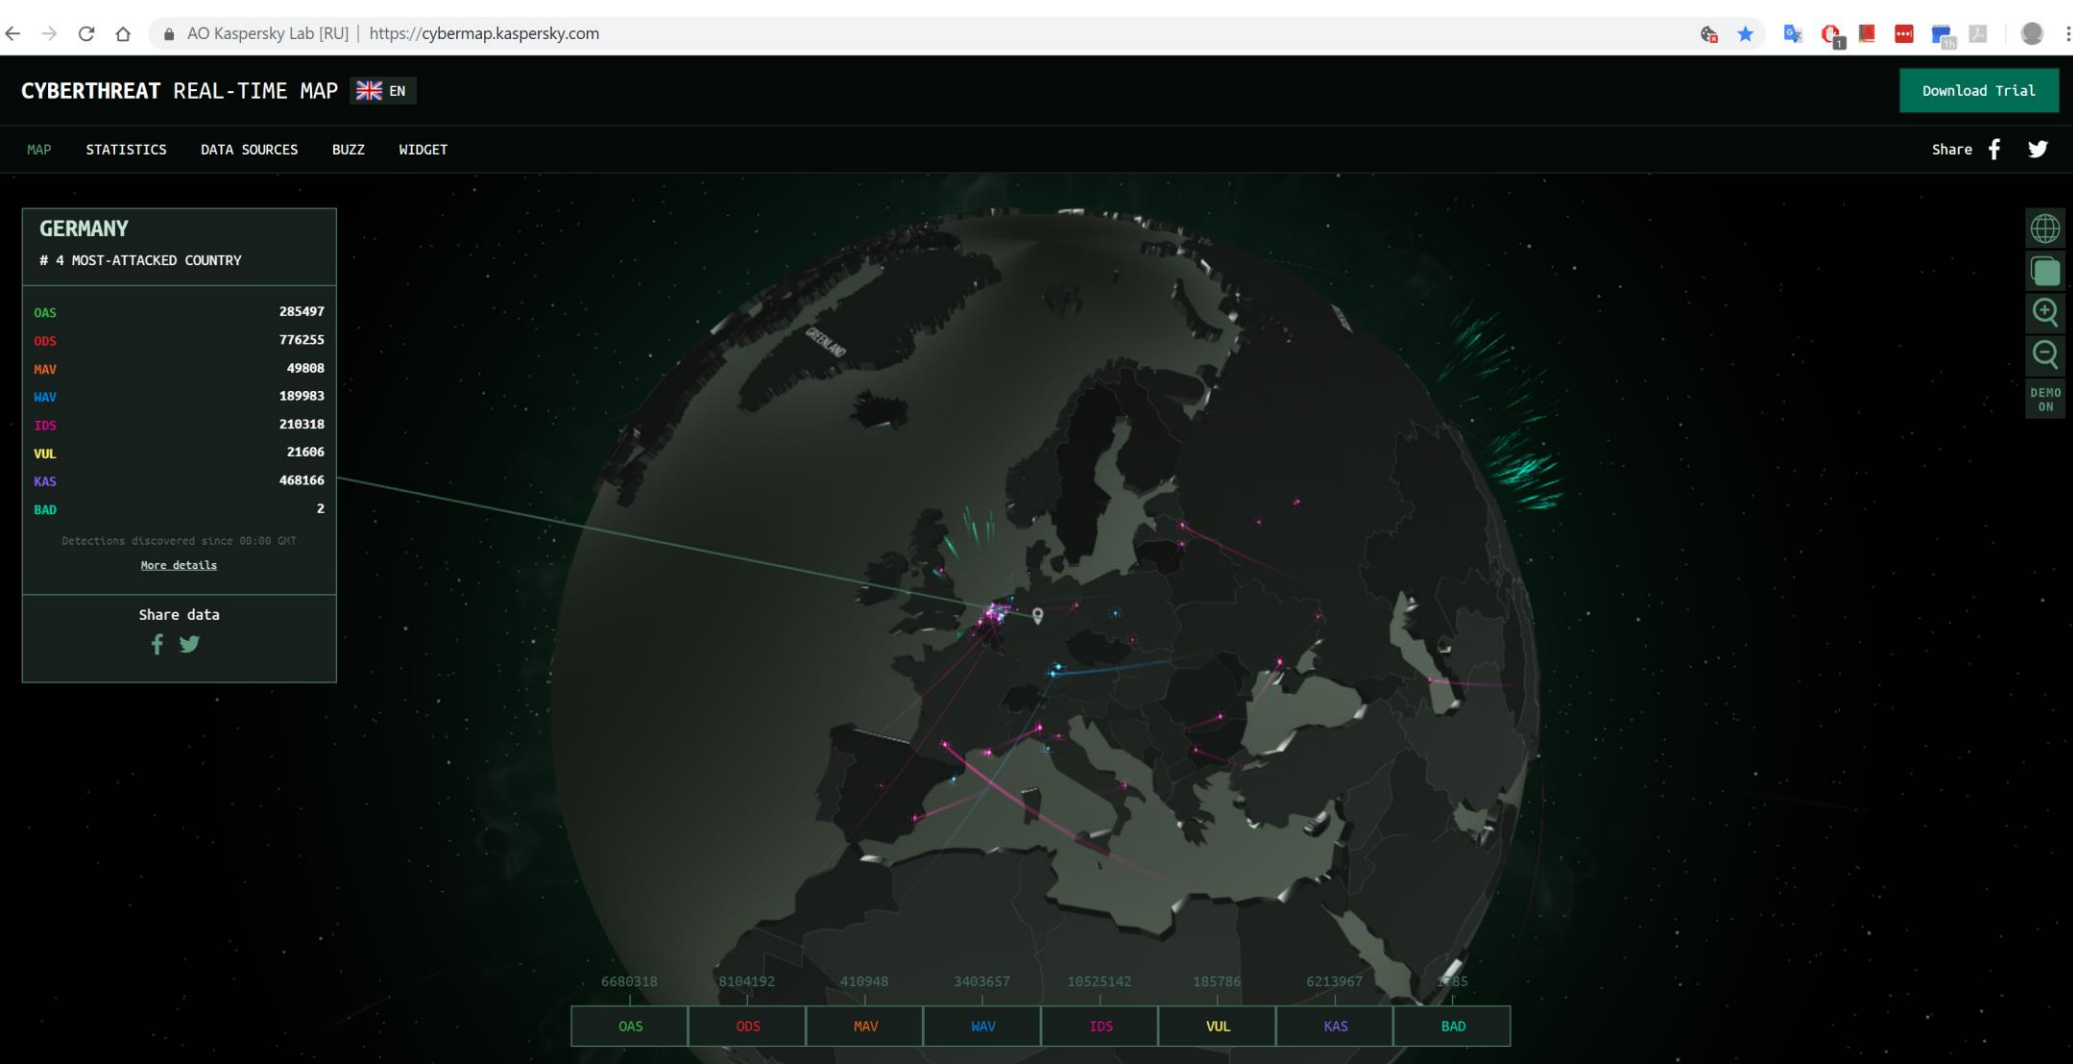 AO Kaspersky Lab [RU] | https://cybermap.kaspersky.com
1
1h
CYBERTHREAT REAL-TIME MAP EN
Download Trial
MAP STATISTICS DATA SOURCES BUZZ WIDGET
Share
GERMANY
# 4 MOST-ATTACKED COUNTRY
OAS 285497
ODS 776255
MAV 49808
WAV 189983
IDS 210318
VUL 21606
KAS 468166
BAD 2
Detections discovered since 00:00 GMT
More details
Share data
GREENLAND
DEMO
ON
6680318 8104192 410948 3403657 10525142 185786 6213967 1785
OAS ODS MAV WAV IDS VUL KAS BAD